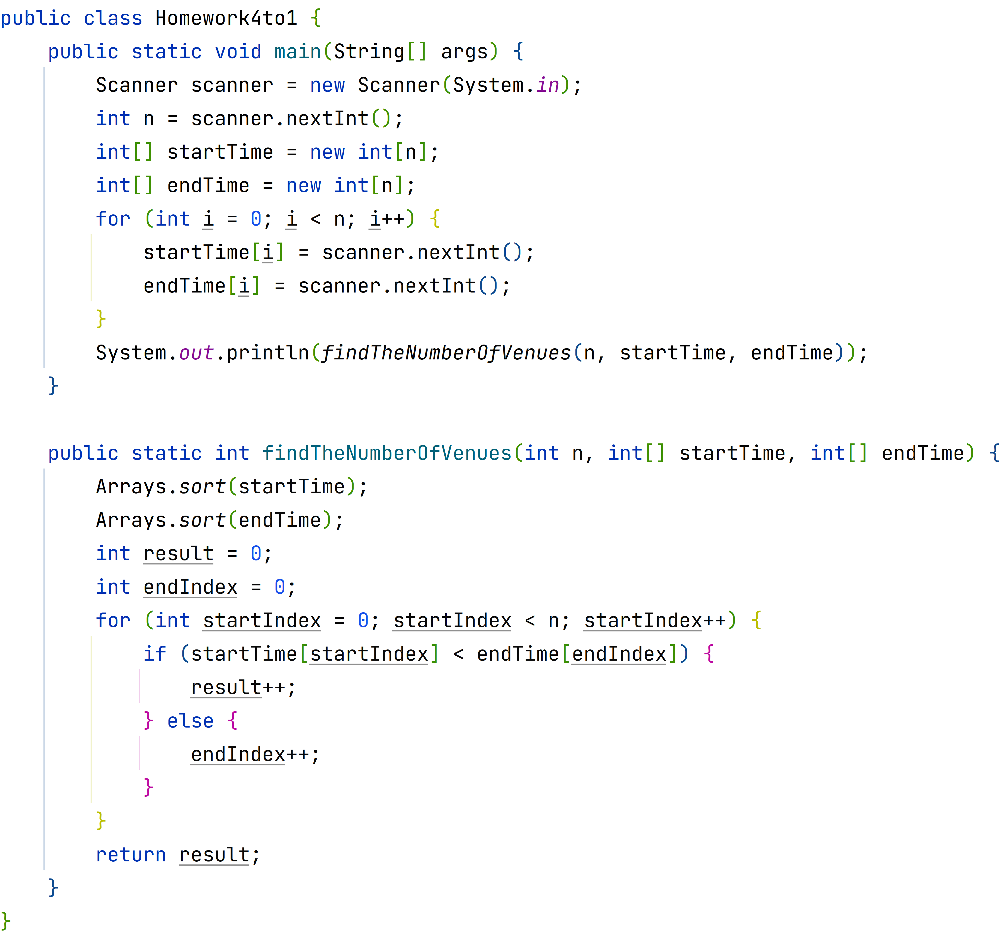 public class Homework4to1 {
    public static void main(String[] args) {
        Scanner scanner = new Scanner(System.in);
        int n = scanner.nextInt();
        int[] startTime = new int[n];
        int[] endTime = new int[n];
        for (int i = 0; i < n; i++) {
            startTime[i] = scanner.nextInt();
            endTime[i] = scanner.nextInt();
        }
        System.out.println(findTheNumberOfVenues(n, startTime, endTime));
    }

    public static int findTheNumberOfVenues(int n, int[] startTime, int[] endTime) {
        Arrays.sort(startTime);
        Arrays.sort(endTime);
        int result = 0;
        int endIndex = 0;
        for (int startIndex = 0; startIndex < n; startIndex++) {
            if (startTime[startIndex] < endTime[endIndex]) {
                result++;
            } else {
                endIndex++;
            }
        }
        return result;
    }
}